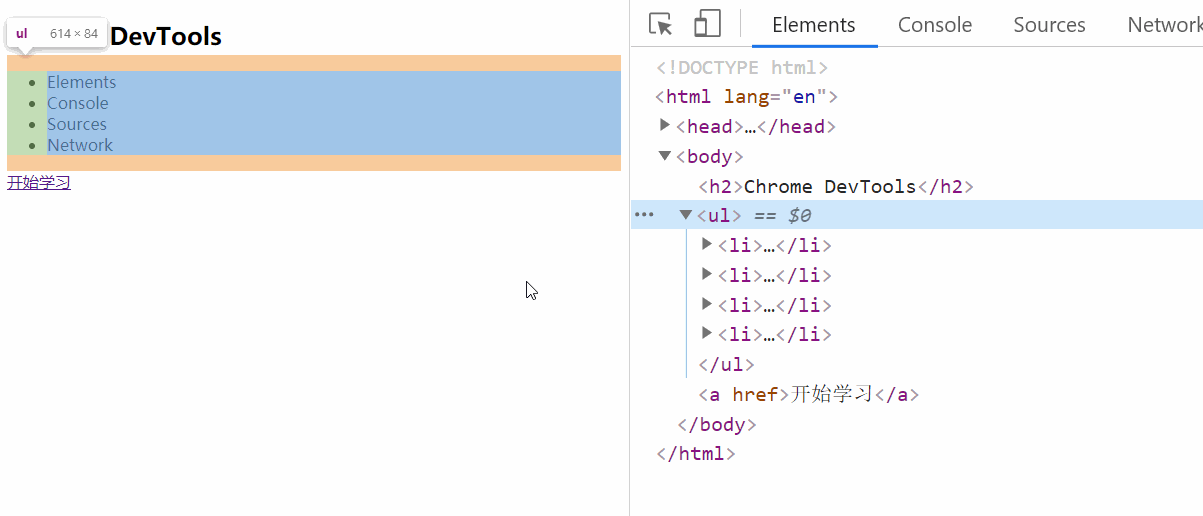 ul 614 × 84
DevTools
Elements
Console
Sources
Network
开始学习
Elements Console Sources Network
<!DOCTYPE html>
<html lang="en">
<head>…</head>
<body>
<h2>Chrome DevTools</h2>
<ul> == $0
<li>…</li>
<li>…</li>
<li>…</li>
<li>…</li>
</ul>
<a href>开始学习</a>
</body>
</html>